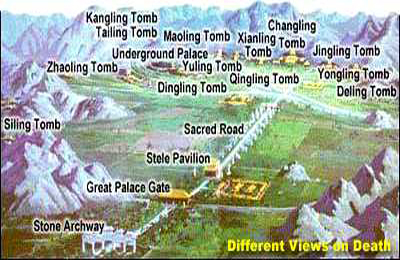 Kangling Tomb
Tailing Tomb
Maoling Tomb
Changling
Xianling
Tomb
Tomb
Jingling Tomb
Underground Palace
Yuling Tomb
Zhaoling Tomb
Qingling Tomb
Yongling Tomb
Dingling Tomb
Deling Tomb
Siling Tomb
Sacred Road
Stele Pavilion
Great Palace Gate
Stone Archway
Different Views on Death